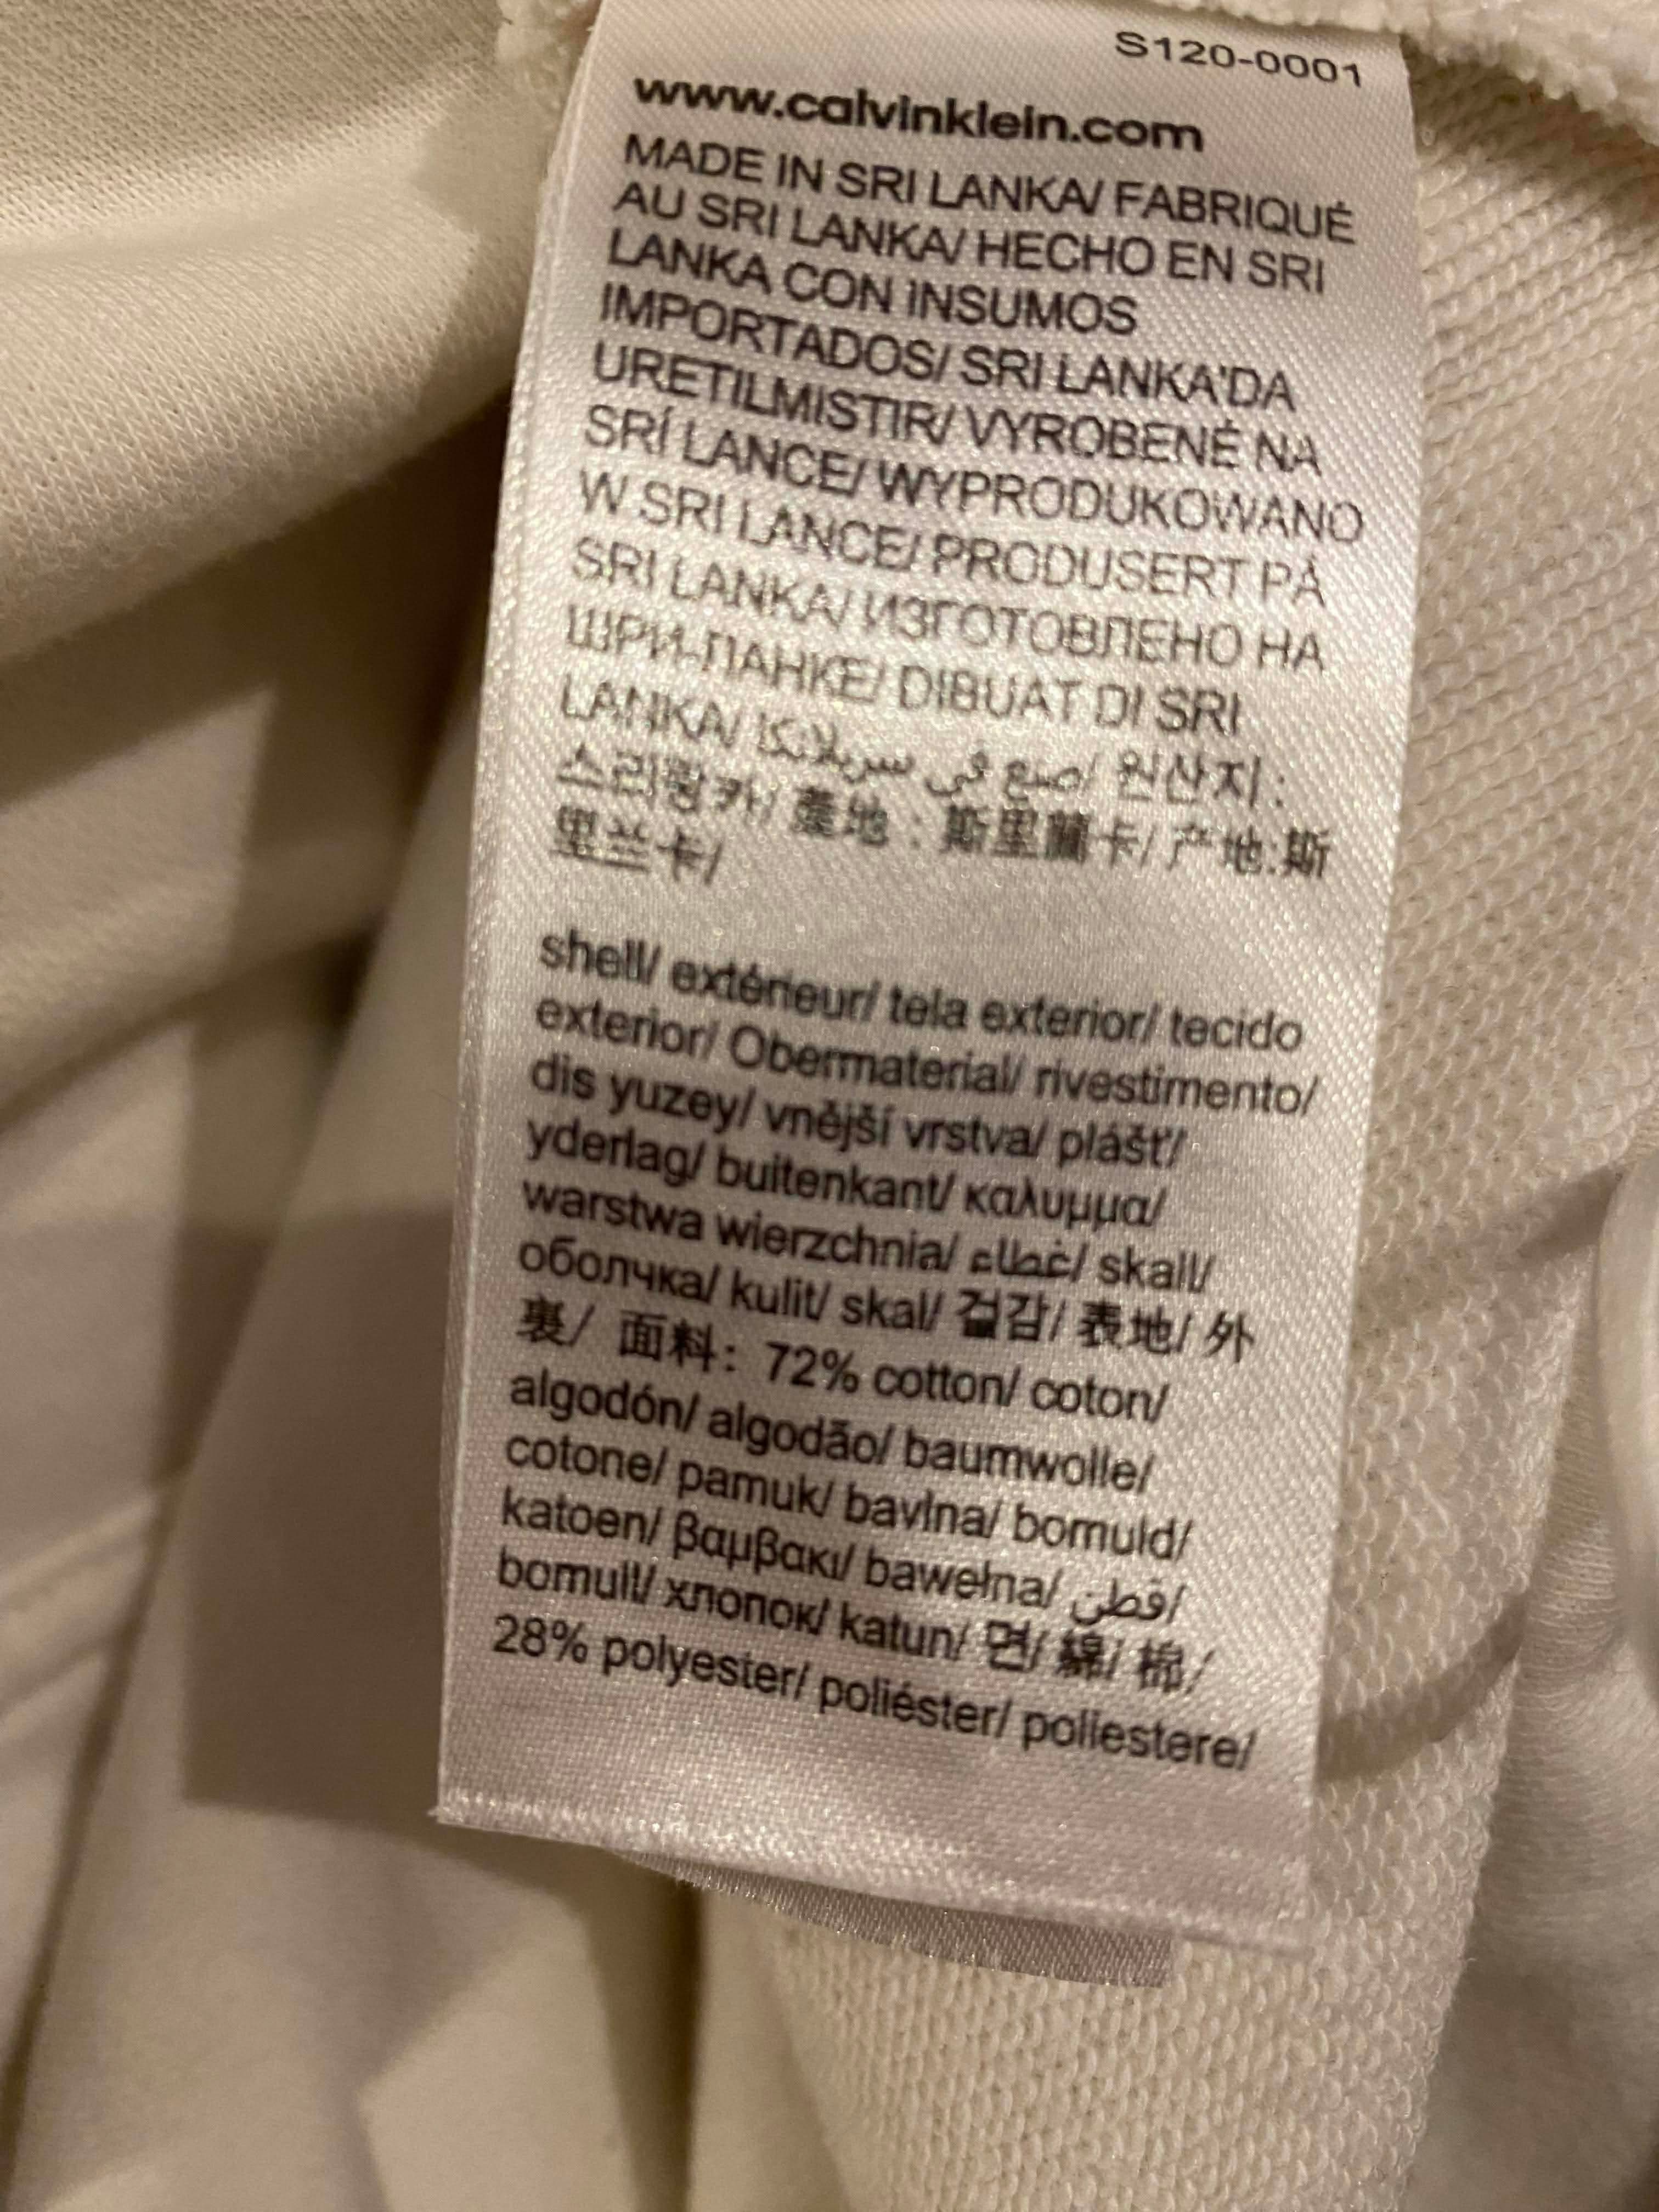 S120-0001
www.calvinklein.com
MADE IN SRI LANKA/ FABRIQUÉ
AU SRI LANKA/ HECHO EN SRI
LANKA CON INSUMOS
IMPORTADOS/ SRI LANKA'DA
URETILMISTIR/ VYROBENÉ NA
SRÍ LANCE/ WYPRODUKOWANO
W SRI LANCE/ PRODUSERT PÅ
SRI LANKA/ ИЗГОТОВЛЕНО НА
ШРИ-ЛАНКЕ/ DIBUAT DI SRI
LANKA/ صنع في سريلانكا/ 원산지:
스리랑카/ 產地:斯里蘭卡/ 产地:斯
里兰卡/
shell/ extérieur/ tela exterior/ tecido
exterior/ Obermaterial/ rivestimento/
dis yuzey/ vnější vrstva/ plášť/
yderlag/ buitenkant/ καλυμμα/
warstwa wierzchnia/ غطاء/ skall/
оболчка/ kulit/ skal/ 겉감/ 表地/ 外
裏/ 面料: 72% cotton/ coton/
algodón/ algodão/ baumwolle/
cotone/ pamuk/ bavlna/ bomuld/
katoen/ βαμβακι/ bawełna/ قطن/
bomull/ хлопок/ katun/ 면/ 綿/ 棉/
28% polyester/ poliéster/ poliestere/